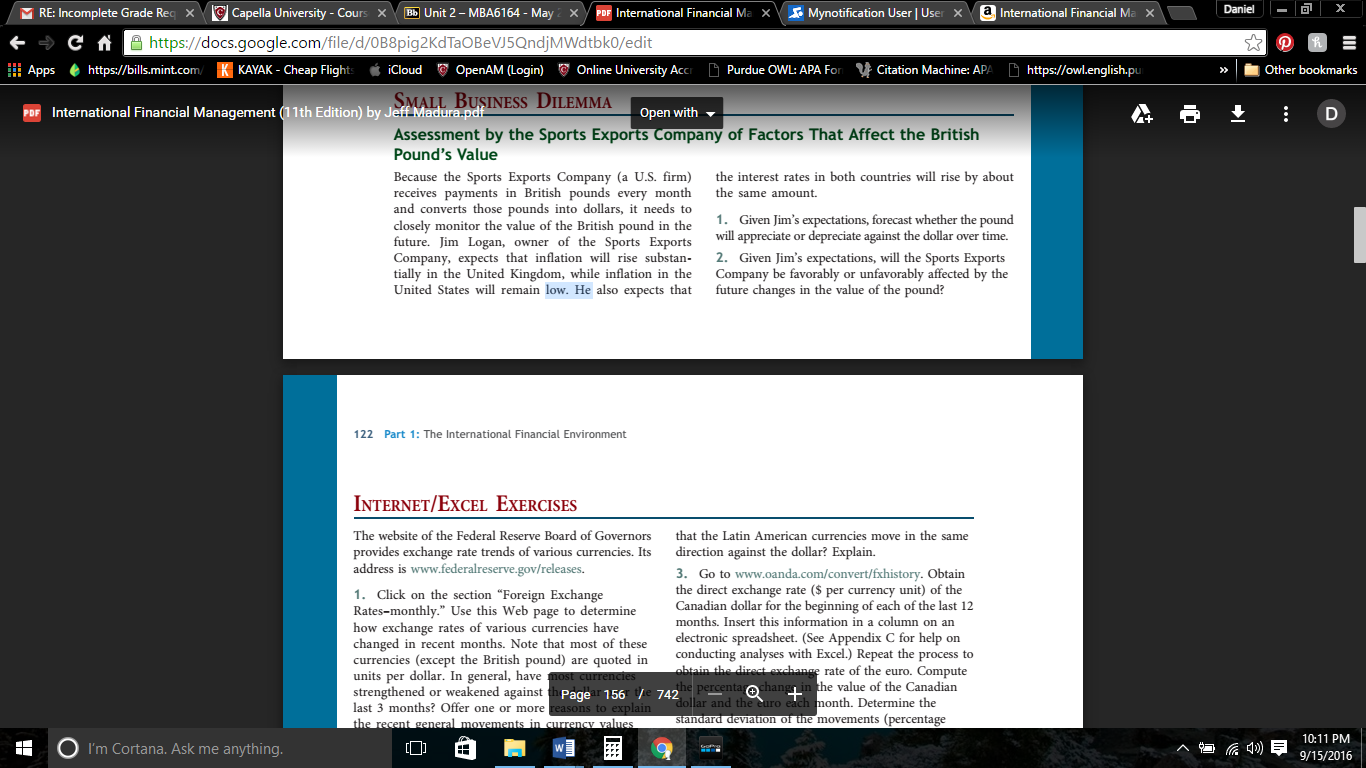 RE: Incomplete Grade Req
Capella University - Cours
Unit 2 – MBA6164 - May 2
International Financial Ma
Mynotification User | User
International Financial Ma
Daniel
https://docs.google.com/file/d/0B8pig2KdTaOBeVJ5QndjMWdtbk0/edit
Apps
https://bills.mint.com/
KAYAK - Cheap Flights
iCloud
OpenAM (Login)
Online University Acc
Purdue OWL: APA For
Citation Machine: APA
https://owl.english.pu
»
Other bookmarks
PDF
International Financial Management (11th Edition) by Jeff Madura.pdf
Open with
D
SMALL BUSINESS DILEMMA
Assessment by the Sports Exports Company of Factors That Affect the British
Pound's Value
Because the Sports Exports Company (a U.S. firm)
receives payments in British pounds every month
and converts those pounds into dollars, it needs to
closely monitor the value of the British pound in the
future. Jim Logan, owner of the Sports Exports
Company, expects that inflation will rise substan-
tially in the United Kingdom, while inflation in the
United States will remain low. He also expects that
the interest rates in both countries will rise by about
the same amount.
1. Given Jim's expectations, forecast whether the pound
will appreciate or depreciate against the dollar over time.
2. Given Jim's expectations, will the Sports Exports
Company be favorably or unfavorably affected by the
future changes in the value of the pound?
122 Part 1: The International Financial Environment
INTERNET/EXCEL EXERCISES
The website of the Federal Reserve Board of Governors
provides exchange rate trends of various currencies. Its
address is www.federalreserve.gov/releases.
1. Click on the section “Foreign Exchange
Rates–monthly.” Use this Web page to determine
how exchange rates of various currencies have
changed in recent months. Note that most of these
currencies (except the British pound) are quoted in
units per dollar. In general, have most currencies
strengthened or weakened against the dollar over the
last 3 months? Offer one or more reasons to explain
the recent general movements in currency values
that the Latin American currencies move in the same
direction against the dollar? Explain.
3. Go to www.oanda.com/convert/fxhistory. Obtain
the direct exchange rate ($ per currency unit) of the
Canadian dollar for the beginning of each of the last 12
months. Insert this information in a column on an
electronic spreadsheet. (See Appendix C for help on
conducting analyses with Excel.) Repeat the process to
obtain the direct exchange rate of the euro. Compute
the percentage change in the value of the Canadian
dollar and the euro each month. Determine the
standard deviation of the movements (percentage
Page 156 / 742
I'm Cortana. Ask me anything.
GoPro
10:11 PM
9/15/2016